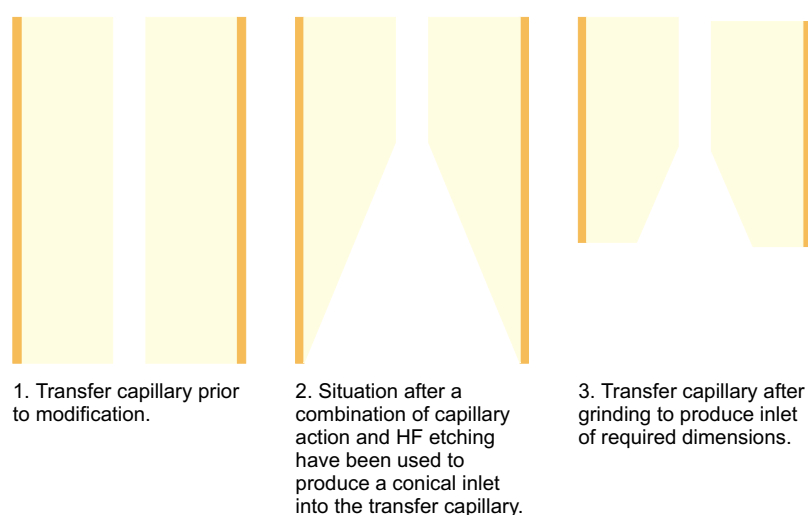 1. Transfer capillary prior
to modification.
2. Situation after a
combination of capillary
action and HF etching
have been used to
produce a conical inlet
into the transfer capillary.
3. Transfer capillary after
grinding to produce inlet
of required dimensions.